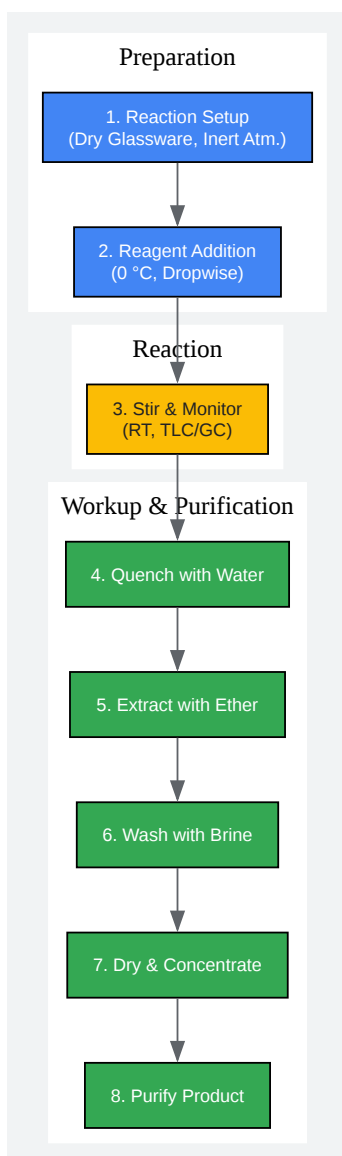 Preparation
1. Reaction Setup
(Dry Glassware, Inert Atm.)
2. Reagent Addition
(0 °C, Dropwise)
Reaction
3. Stir & Monitor
(RT, TLC/GC)
Workup & Purification
4. Quench with Water
5. Extract with Ether
6. Wash with Brine
7. Dry & Concentrate
8. Purify Product